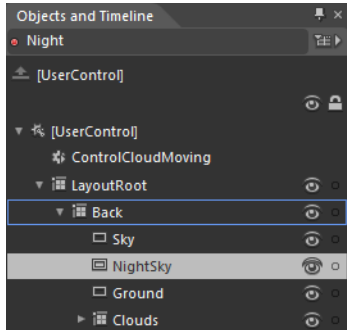 Objects and Timeline
Night
[UserControl]
[UserControl]
ControlCloudMoving
LayoutRoot
Back
Sky
NightSky
Ground
Clouds